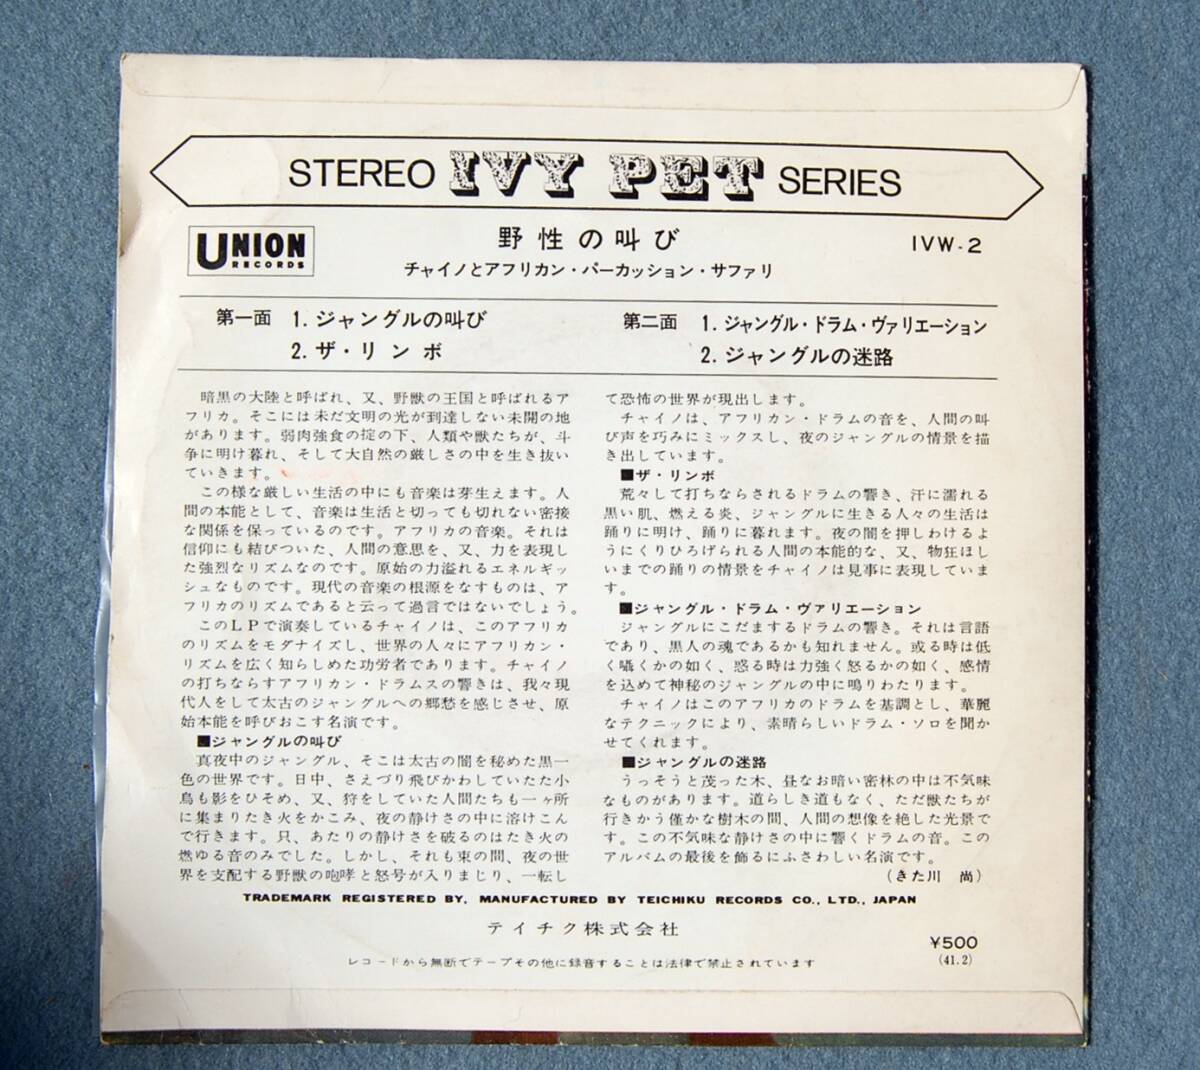 STEREO IVY PET SERIES
UNION
RECORDS
野性の叫び
IVW-2
チャイノとアフリカン・パーカッション・サファリ
第一面 1. ジャングルの叫び
2. ザ・リンボ
第二面 1. ジャングル・ドラム・ヴァリエーション
2. ジャングルの迷路
暗黒の大陸と呼ばれ、又、野獣の王国と呼ばれるア
フリカ。そこには未だ文明の光が到達しない未開の地
があります。弱肉強食の掟の下、人類や獣たちが、斗
争に明け暮れ、そして大自然の厳しさの中を生き抜い
ていきます。
この様な厳しい生活の中にも音楽は芽生えます。人
間の本能として、音楽は生活と切っても切れない密接
な関係を保っているのです。アフリカの音楽。それは
信仰にも結びついた、人間の意思を、又、力を表現し
た強烈なリズムなのです。原始の力溢れるエネルギッ
シュなものです。現代の音楽の根源をなすものは、ア
フリカのリズムであると云って過言ではないでしょう。
このLPで演奏しているチャイノは、このアフリカ
のリズムをモダナイズし、世界の人々にアフリカン・
リズムを広く知らしめた功労者であります。チャイノ
の打ちならすアフリカン・ドラムスの響きは、我々現
代人をして太古のジャングルへの郷愁を感じさせ、原
始本能を呼びおこす名演です。
■ジャングルの叫び
真夜中のジャングル、そこは太古の闇を秘めた黒一
色の世界です。日中、さえづり飛びかわしていたた小
鳥も影をひそめ、又、狩をしていた人間たちも一ヶ所
に集まりたき火をかこみ、夜の静けさの中に溶けこん
で行きます。只、あたりの静けさを破るのはたき火の
燃ゆる音のみでした。しかし、それも束の間、夜の世
界を支配する野獣の咆哮と怒号が入りまじり、一転し
て恐怖の世界が現出します。
チャイノは、アフリカン・ドラムの音を、人間の叫
び声を巧みにミックスし、夜のジャングルの情景を描
き出しています。
■ザ・リンボ
荒々して打ちならされるドラムの響き、汗に濡れる
黒い肌、燃える炎、ジャングルに生きる人々の生活は
踊りに明け、踊りに暮れます。夜の闇を押しわけるよ
うにくりひろげられる人間の本能的な、又、物狂ほし
いまでの踊りの情景をチャイノは見事に表現していま
す。
■ジャングル・ドラム・ヴァリエーション
ジャングルにこだまするドラムの響き。それは言語
であり、黒人の魂であるかも知れません。或る時は低
く囁くかの如く、惑る時は力強く怒るかの如く、感情
を込めて神秘のジャングルの中に鳴りわたります。
チャイノはこのアフリカのドラムを基調とし、華麗
なテクニックにより、素晴らしいドラム・ソロを聞か
せてくれます。
■ジャングルの迷路
うっそうと茂った木、昼なお暗い密林の中は不気味
なものがあります。道らしき道もなく、ただ獣たちが
行きかう僅かな樹木の間、人間の想像を絶した光景で
す。この不気味な静けさの中に響くドラムの音。この
アルバムの最後を飾るにふさわしい名演です。
(きた川 尚)
TRADEMARK REGISTERED BY, MANUFACTURED BY TEICHIKU RECORDS CO., LTD., JAPAN
テイチク株式会社
¥500
(41.2)
レコードから無断でテープその他に録音することは法律で禁止されています